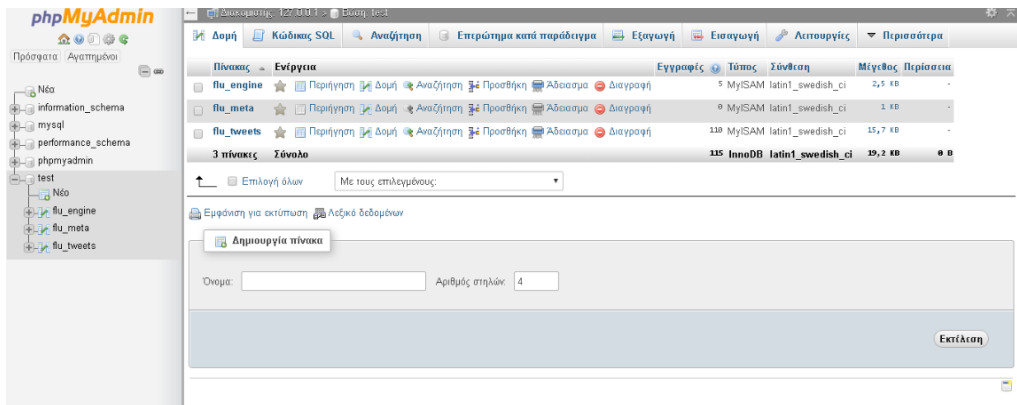 phpMyAdmin
Πρόσφατα Αγαπημένοι
Νέο
information_schema
mysql
performance_schema
phpmyadmin
test
Νέο
flu_engine
flu_meta
flu_tweets
Διακομιστής: 127.0.0.1 » Βάση: test
Δομή Κώδικας SQL Αναζήτηση Επερώτημα κατά παράδειγμα Εξαγωγή Εισαγωγή Λειτουργίες Περισσότερα
Πίνακας Ενέργεια Εγγραφές Τύπος Σύνθεση Μέγεθος Περίσσεια
flu_engine Περιήγηση Δομή Αναζήτηση Προσθήκη Άδειασμα Διαγραφή 5 MyISAM latin1_swedish_ci 2,5 KB -
flu_meta Περιήγηση Δομή Αναζήτηση Προσθήκη Άδειασμα Διαγραφή 0 MyISAM latin1_swedish_ci 1 KB -
flu_tweets Περιήγηση Δομή Αναζήτηση Προσθήκη Άδειασμα Διαγραφή 110 MyISAM latin1_swedish_ci 15,7 KB -
3 πίνακες Σύνολο 115 InnoDB latin1_swedish_ci 19,2 KB 0 B
Επιλογή όλων Με τους επιλεγμένους:
Εμφάνιση για εκτύπωση Λεξικό δεδομένων
Δημιουργία πίνακα
Όνομα: Αριθμός στηλών: 4
Εκτέλεση